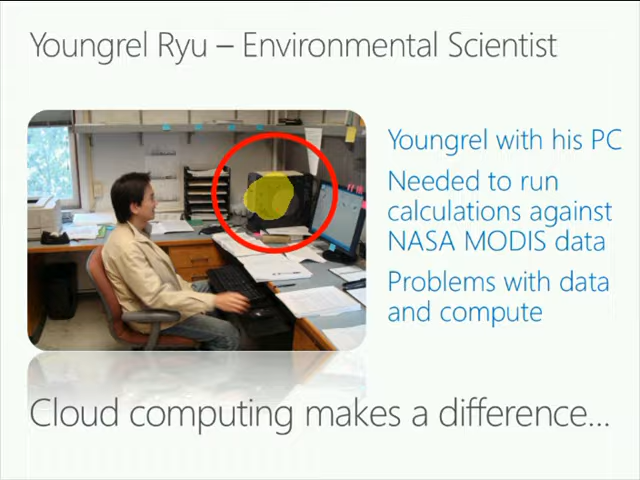 Youngrel Ryu – Environmental Scientist
Youngrel with his PC
Needed to run
calculations against
NASA MODIS data
Problems with data
and compute
Cloud computing makes a difference...